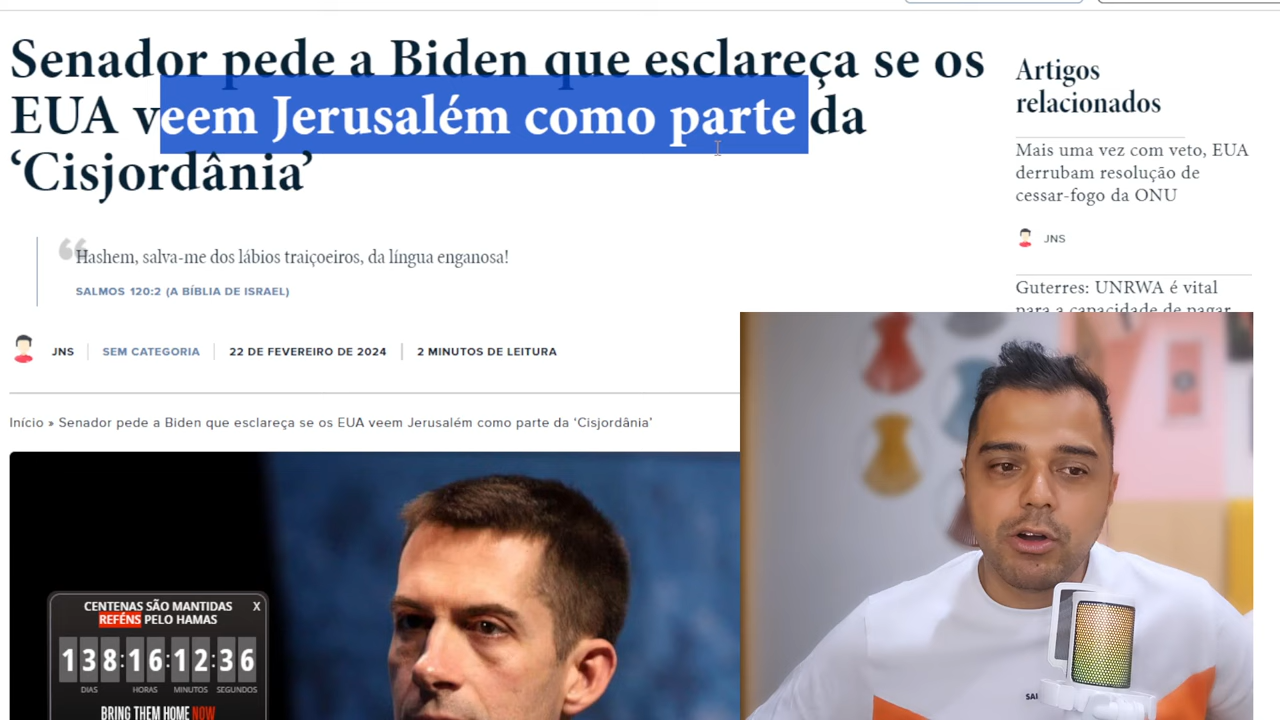 Senador pede a Biden que esclareça se os
EUA veem Jerusalém como parte da
‘Cisjordânia’
“
Hashem, salva-me dos lábios traiçoeiros, da língua enganosa!
SALMOS 120:2 (A BÍBLIA DE ISRAEL)
JNS
SEM CATEGORIA
22 DE FEVEREIRO DE 2024
2 MINUTOS DE LEITURA
Início » Senador pede a Biden que esclareça se os EUA veem Jerusalém como parte da ‘Cisjordânia’
Artigos
relacionados
Mais uma vez com veto, EUA
derrubam resolução de
cessar-fogo da ONU
JNS
Guterres: UNRWA é vital
para a capacidade de pagar
CENTENAS SÃO MANTIDAS X
REFÉNS PELO HAMAS
138:16:12:36
DIAS HORAS MINUTOS SEGUNDOS
BRING THEM HOME NOW